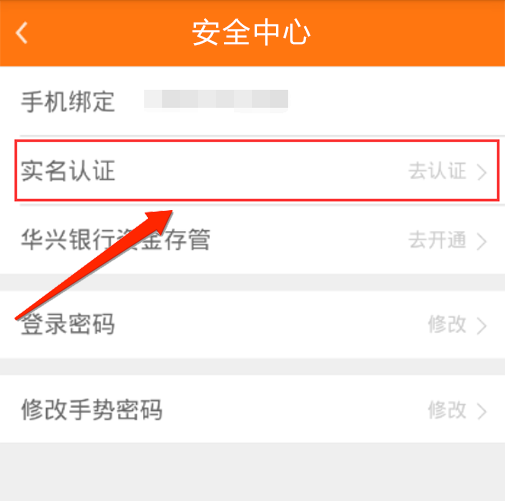 安全中心
手机绑定
实名认证 去认证
华兴银行资金存管 去开通
登录密码 修改
修改手势密码 修改